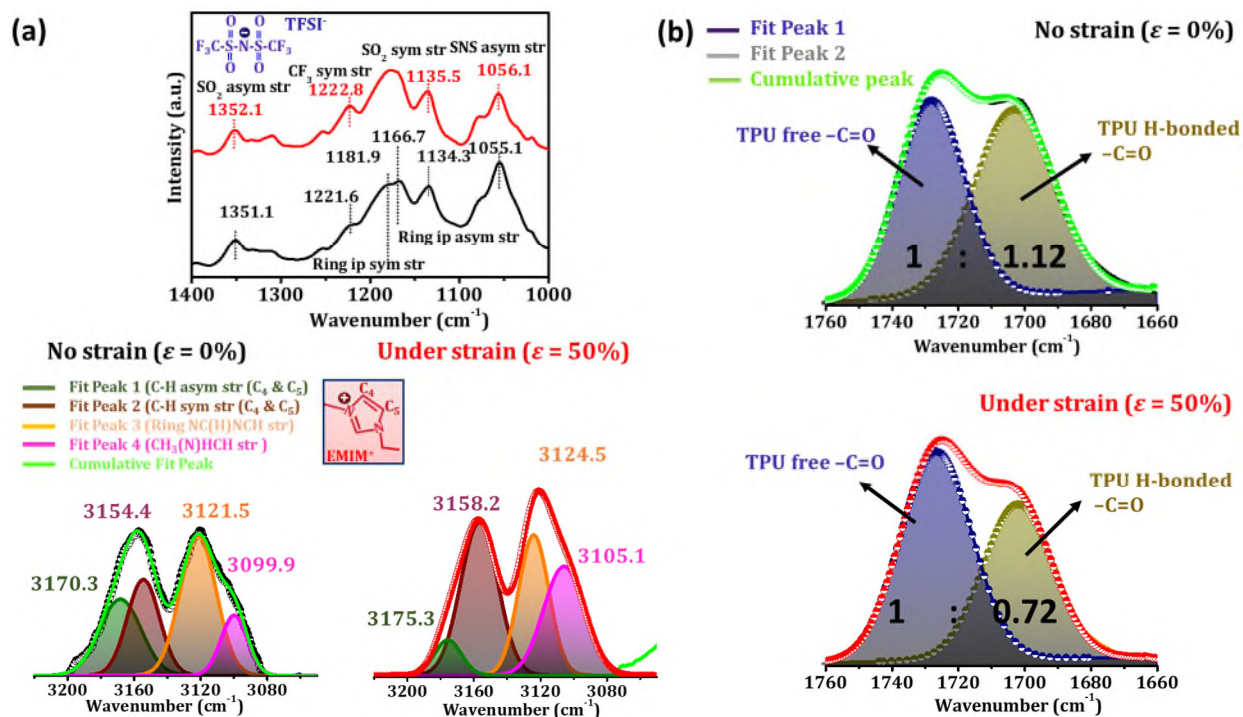 (a)
O O TFSI-
F₃C-S-N-S-CF₃
O O
SO₂ asym str
1352.1
CF₃ sym str
1222.8
SO₂ sym str
1135.5
SNS asym str
1056.1
1351.1
1221.6
1181.9
1166.7
1134.3
1055.1
Ring ip asym str
Ring ip sym str
Intensity (a.u.)
1400 1300 1200 1100 1000
Wavenumber (cm⁻¹)
No strain (ε = 0%)
Fit Peak 1 (C-H asym str (C₄ & C₅)
Fit Peak 2 (C-H sym str (C₄ & C₅)
Fit Peak 3 (Ring NC(H)NCH str)
Fit Peak 4 (CH₃(N)HCH str )
Cumulative Fit Peak
3154.4
3121.5
3170.3
3099.9
3200 3160 3120 3080
Wavenumber (cm⁻¹)
Under strain (ε = 50%)
C₄
C₅
N
N
EMIM⁺
3124.5
3158.2
3105.1
3175.3
3200 3160 3120 3080
Wavenumber (cm⁻¹)
(b)
Fit Peak 1
Fit Peak 2
Cumulative peak
No strain (ε = 0%)
TPU free –C=O
TPU H-bonded
–C=O
1 : 1.12
1760 1740 1720 1700 1680 1660
Wavenumber (cm⁻¹)
Under strain (ε = 50%)
TPU free –C=O
TPU H-bonded
–C=O
1 : 0.72
1760 1740 1720 1700 1680 1660
Wavenumber (cm⁻¹)